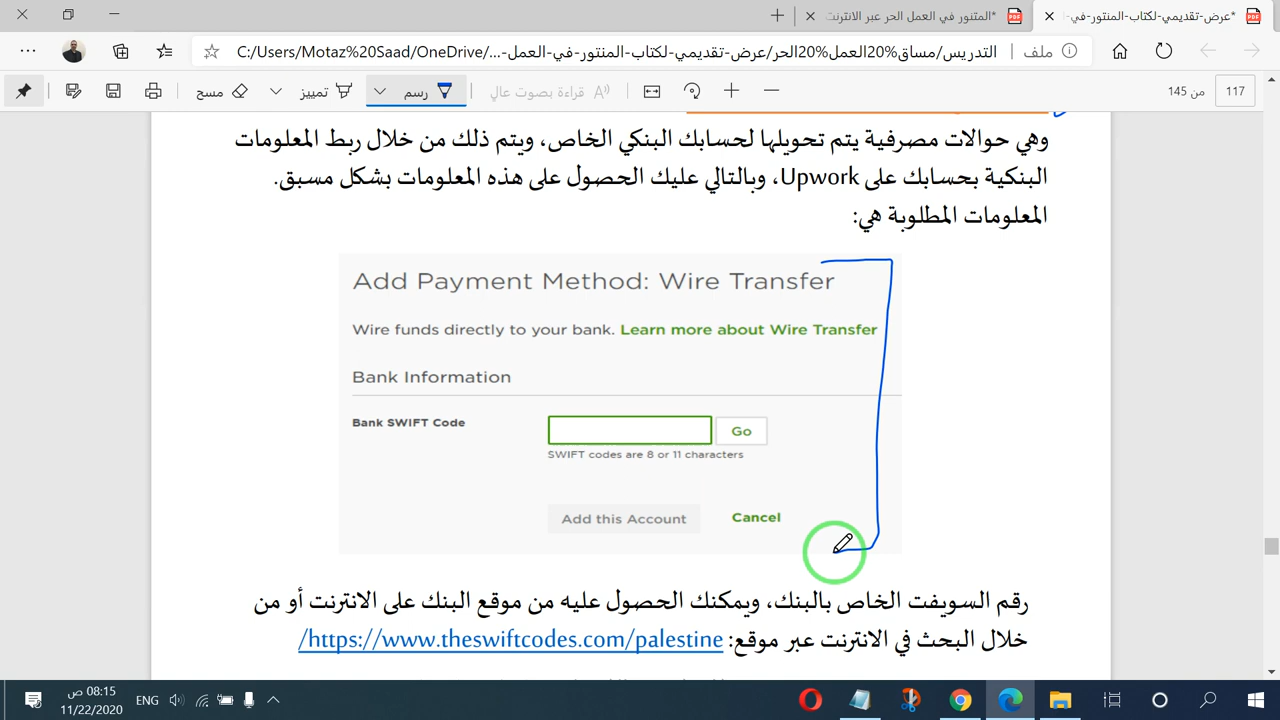 *عرض-تقديمي-لكتاب-المنتور-في-ا
*المنتور في العمل الحر عبر الانترنت
ملف
C:/Users/Motaz%20Saad/OneDrive/التدريس/مساق%20العمل%20الحر/عرض-تقديمي-لكتاب-المنتور-في-العمل-...
117
من 145
قراءة بصوت عالٍ
رسم
تمييز
مسح
وهي حوالات مصرفية يتم تحويلها لحسابك البنكي الخاص، ويتم ذلك من خلال ربط المعلومات
البنكية بحسابك على Upwork، وبالتالي عليك الحصول على هذه المعلومات بشكل مسبق.
المعلومات المطلوبة هي:
Add Payment Method: Wire Transfer
Wire funds directly to your bank. Learn more about Wire Transfer
Bank Information
Bank SWIFT Code
Go
SWIFT codes are 8 or 11 characters
Add this Account Cancel
رقم السويفت الخاص بالبنك، ويمكنك الحصول عليه من موقع البنك على الانترنت أو من
خلال البحث في الانترنت عبر موقع: https://www.theswiftcodes.com/palestine/
ENG
08:15 ص
11/22/2020